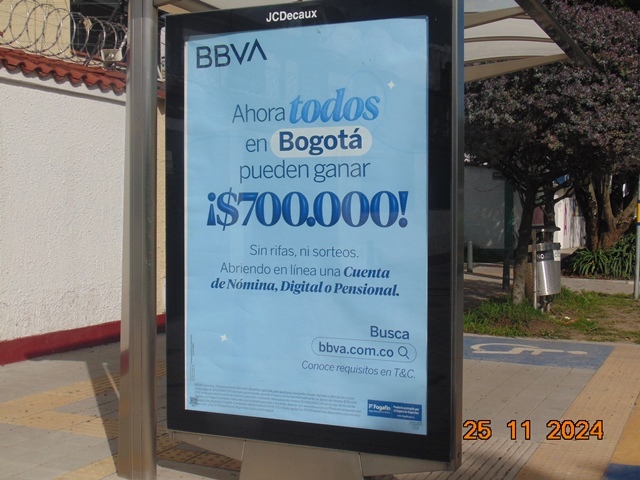 JCDecaux
BBVA
Ahora todos
en Bogotá
pueden ganar
¡$700.000!
Sin rifas, ni sorteos.
Abriendo en línea una Cuenta
de Nómina, Digital o Pensional.
Busca
bbva.com.co
Conoce requisitos en T&C.
Fogafín
25 11 2024